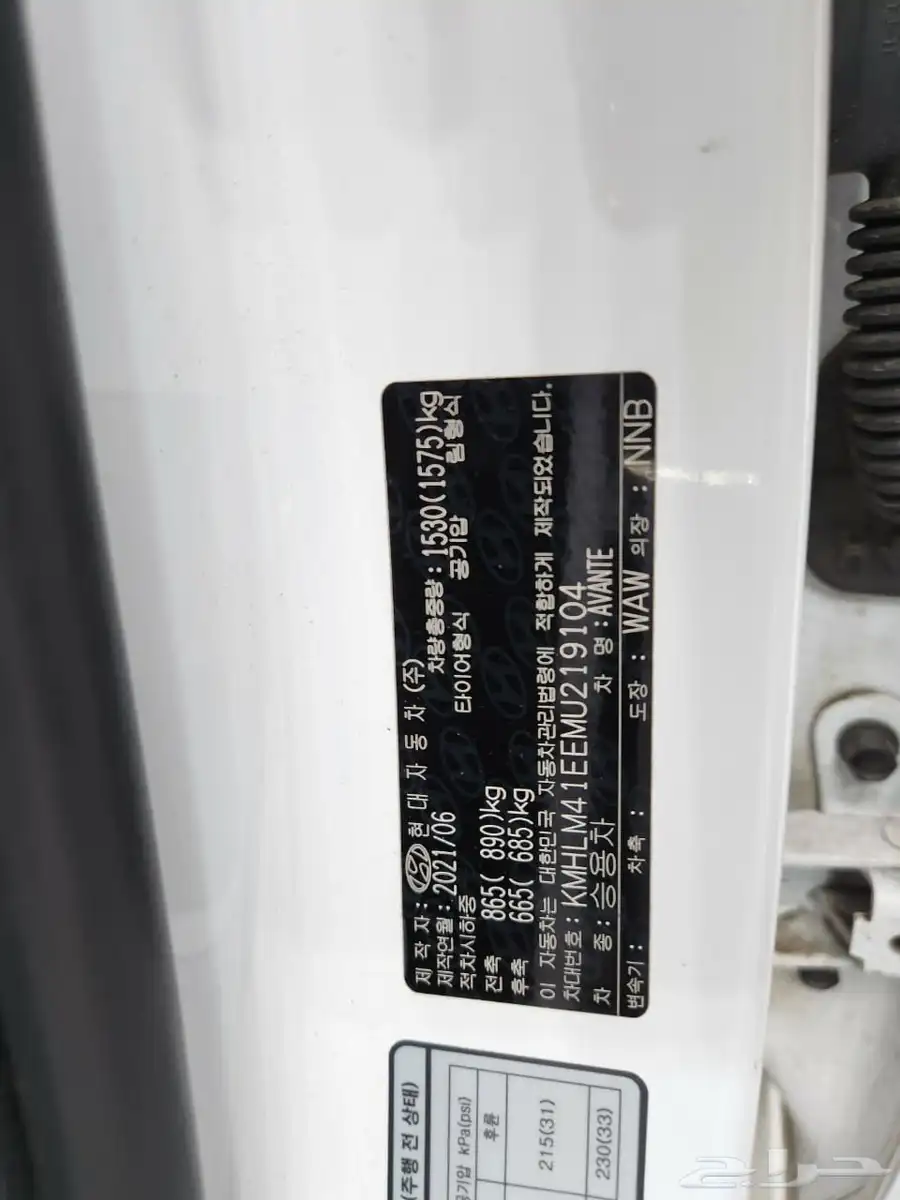 제 작 자 : 현 대 자 동 차 (주)
제작연월 : 2021/06 차량총중량 : 1530(1575)kg
적차시하중 타이어형식 공기압 림형식
전축 865( 890)kg
후축 665( 685)kg
이 자동차는 대한민국 자동차관리법령에 적합하게 제작되었습니다.
차대번호 : KMHLM41EEMU219104
차 종 : 승용차 차 명 : AVANTE
변속기 : 차축 : 도장 : WAW 의장 : NNB
(주행 전 상태)
공기압 kPa(psi)
후륜
215(31)
230(33)
حراج